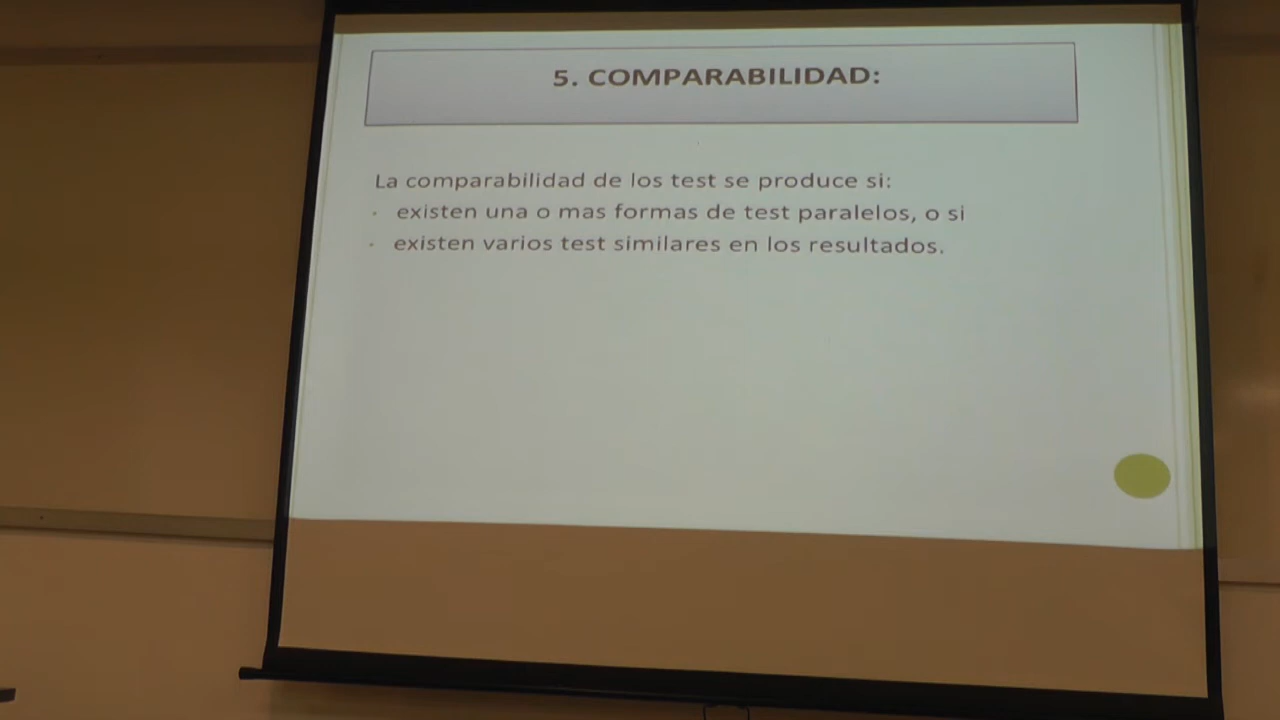 5. COMPARABILIDAD:
La comparabilidad de los test se produce si:
· existen una o mas formas de test paralelos, o si
· existen varios test similares en los resultados.